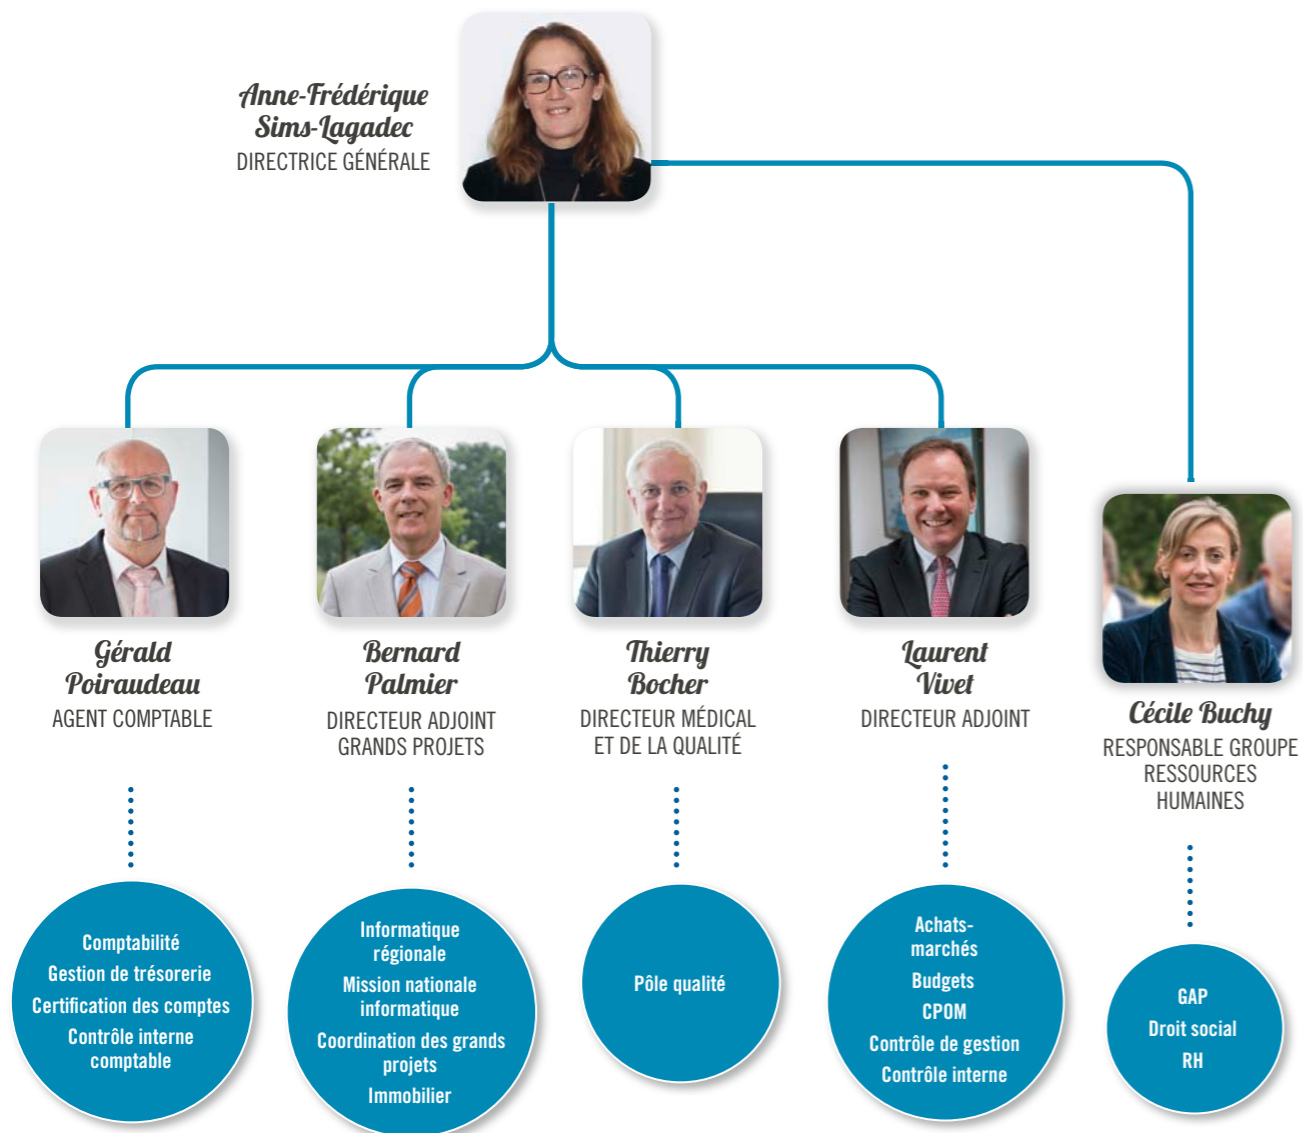 Anne-Frédérique
Sims-Lagadec
DIRECTRICE GÉNÉRALE
Gérald
Poiraudeau
AGENT COMPTABLE
Bernard
Palmier
DIRECTEUR ADJOINT
GRANDS PROJETS
Thierry
Bocher
DIRECTEUR MÉDICAL
ET DE LA QUALITÉ
Laurent
Vivet
DIRECTEUR ADJOINT
Cécile Buchy
RESPONSABLE GROUPE
RESSOURCES
HUMAINES
Comptabilité
Gestion de trésorerie
Certification des comptes
Contrôle interne
comptable
Informatique
régionale
Mission nationale
informatique
Coordination des grands
projets
Immobilier
Pôle qualité
Achats-
marchés
Budgets
CPOM
Contrôle de gestion
Contrôle interne
GAP
Droit social
RH